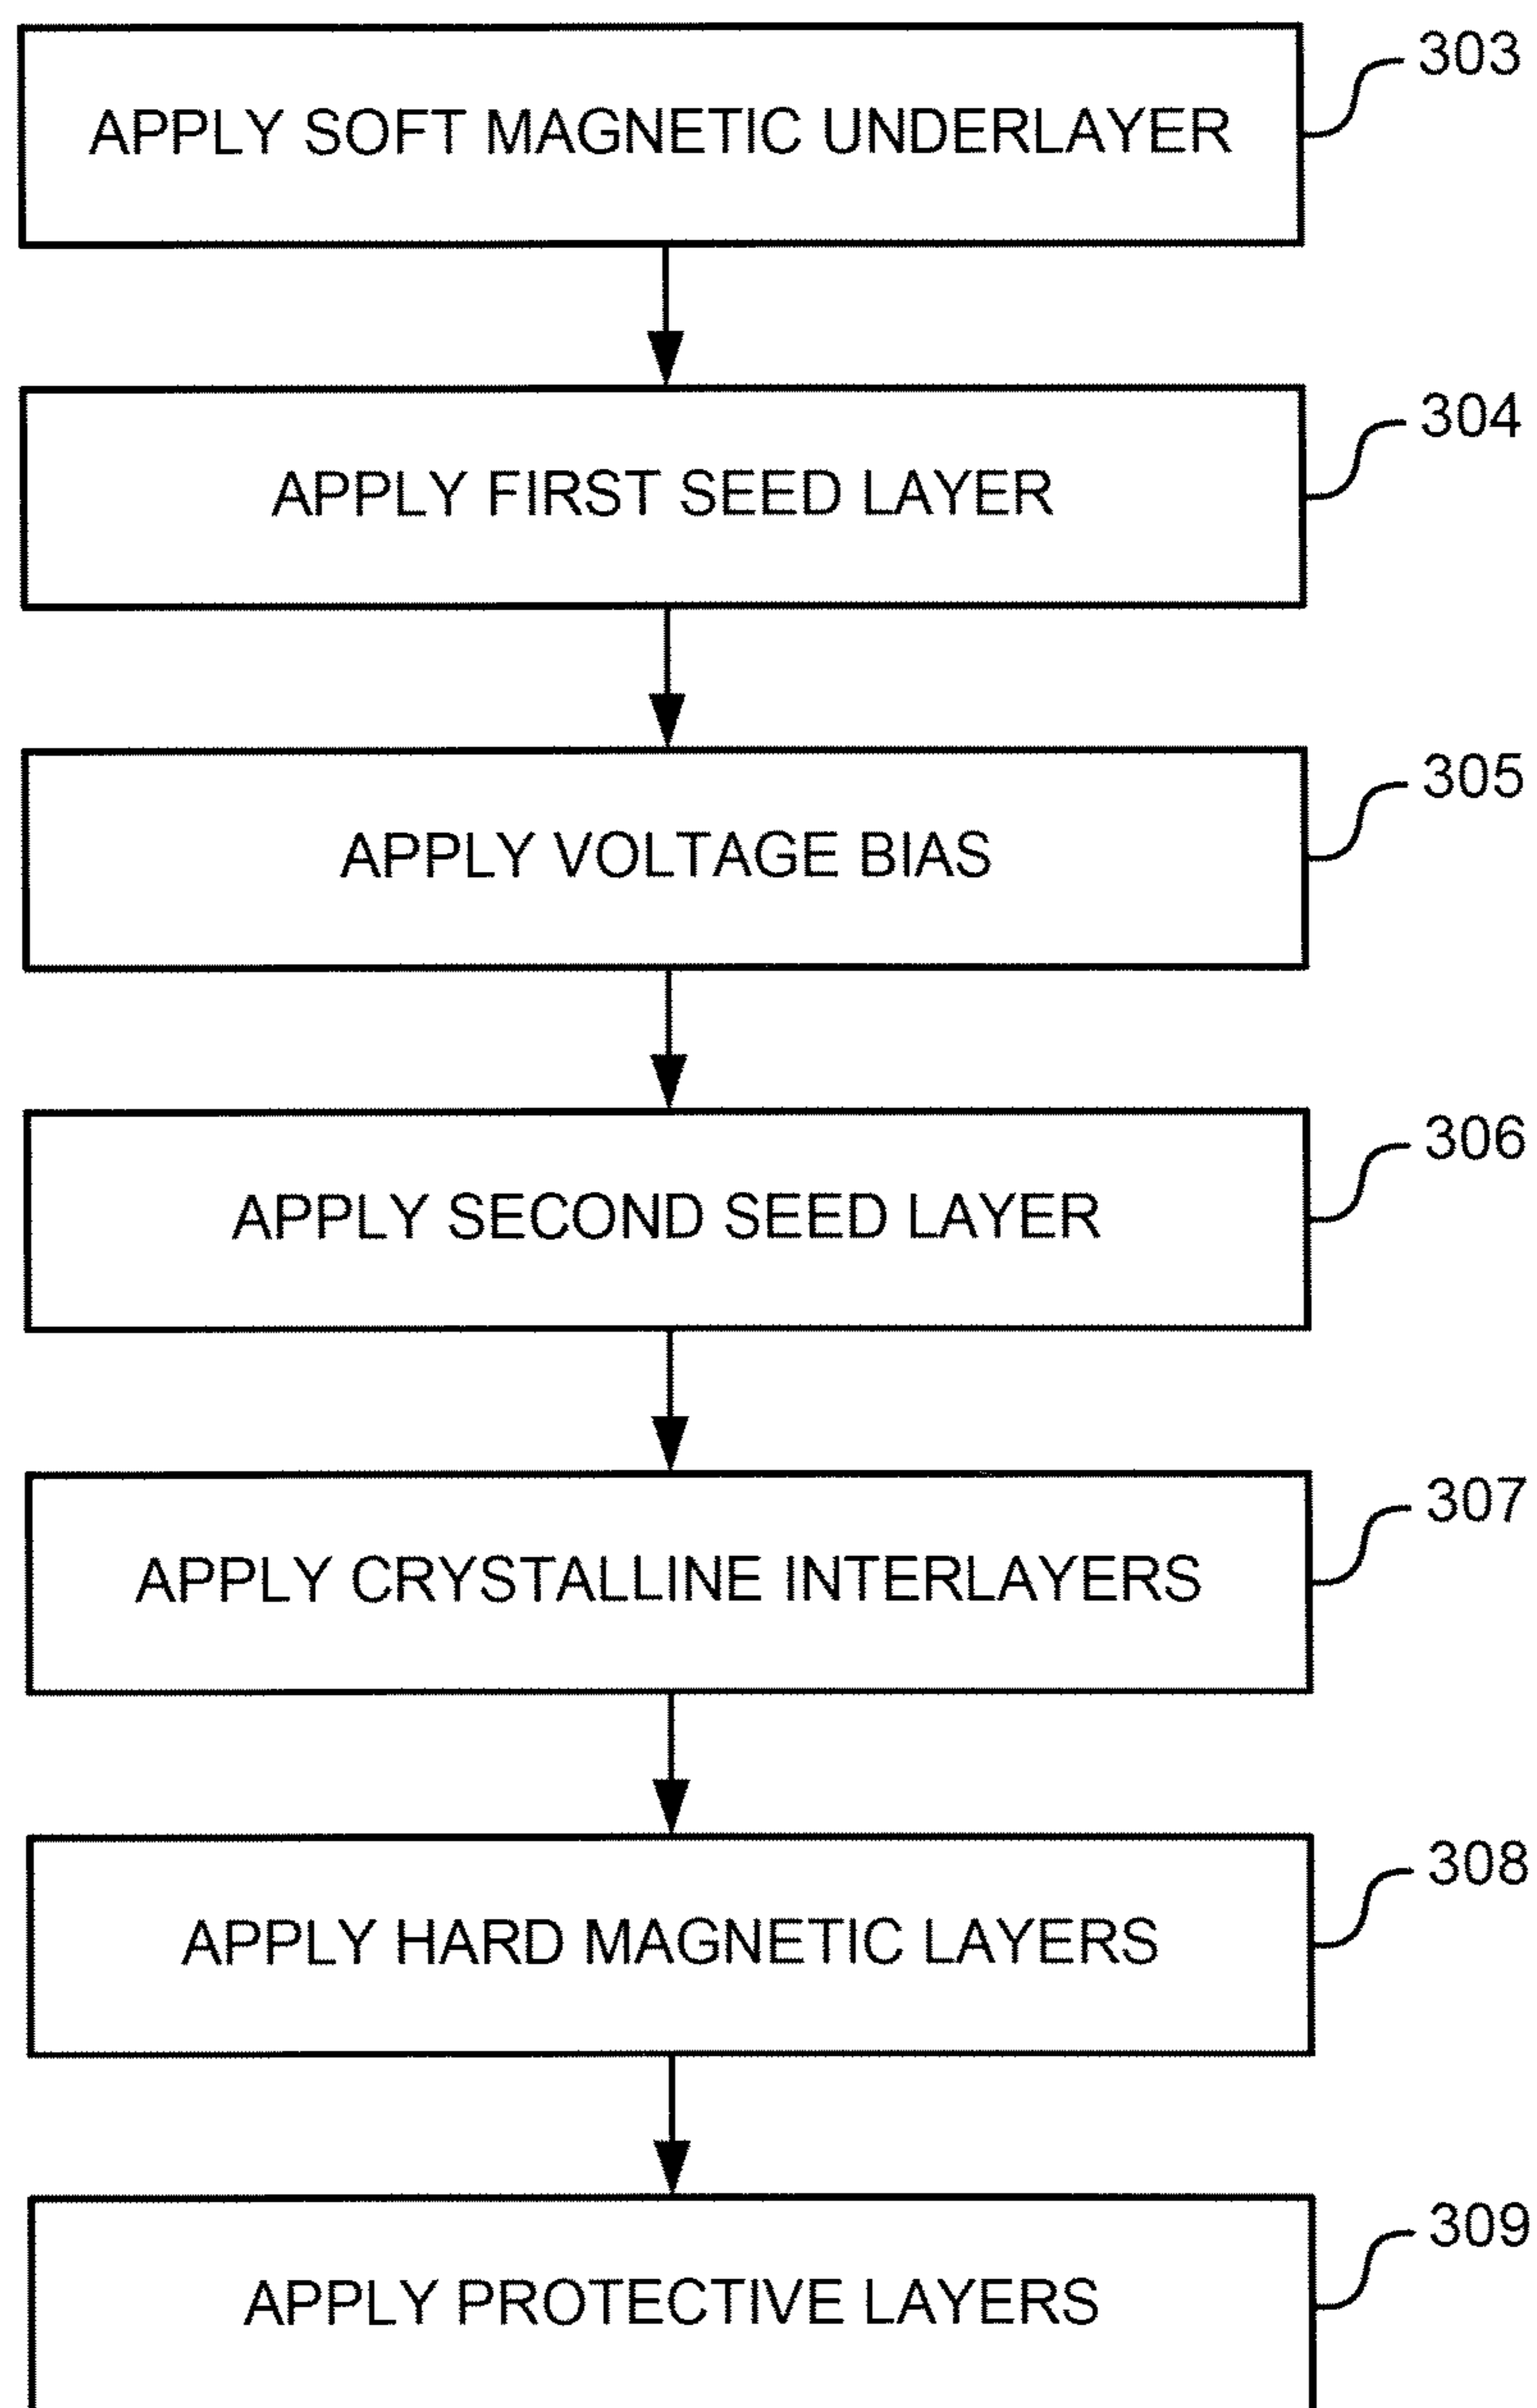 303
APPLY SOFT MAGNETIC UNDERLAYER
304
APPLY FIRST SEED LAYER
305
APPLY VOLTAGE BIAS
306
APPLY SECOND SEED LAYER
307
APPLY CRYSTALLINE INTERLAYERS
308
APPLY HARD MAGNETIC LAYERS
309
APPLY PROTECTIVE LAYERS